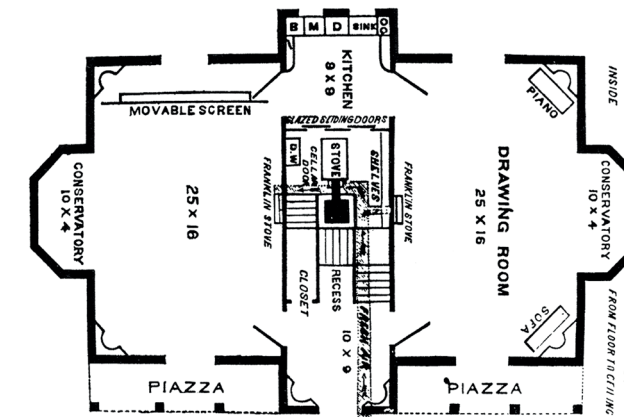 B M D SINK
KITCHEN
9 X 9
INSIDE
PIANO
MOVABLE SCREEN
GLAZED SLIDING DOORS
D.W
CELLAR
DOOR
STOVE
SHELVES
CONSERVATORY
10 X 4
25 X 16
FRANKLIN STOVE
FRANKLIN STOVE
DRAWING ROOM
25 X 16
CONSERVATORY
10 X 4
CLOSET
RECESS
FRESH AIR
10 X 9
SOFA
FROM FLOOR TO CEILING
PIAZZA
PIAZZA